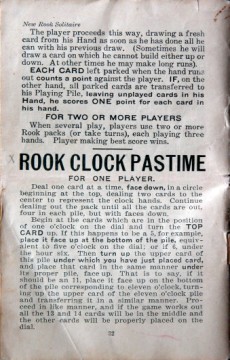 New Rook Solitaire
The player proceeds this way, drawing a fresh
card from his Hand as soon as he has done all he
can with his previous draw. (Sometimes he will
draw a card on which he cannot build either up or
down. At other times he may make long runs).
EACH CARD left parked when the hand runs
out counts a point against the player. IF, on the
other hand, all parked cards are transferred to
his Playing Pile, leaving unplayed cards in his
Hand, he scores ONE point for each card in
his hand.
FOR TWO OR MORE PLAYERS
When several play, players use two or more
Rook packs (or take turns), each playing three
hands. Player making best score wins.
ROOK CLOCK PASTIME
FOR ONE PLAYER.
Deal one card at a time, face down, in a circle
beginning at the top, dealing two cards to the
center to represent the clock hands. Continue
dealing out the pack until all the cards are out,
four in each pile, but with faces down.
Begin at the cards which are in the position
of one o'clock on the dial and turn the TOP
CARD up. If this happens to be a 5, for example,
place it face up at the bottom of the pile, equiv-
alent to five o'clock on the dial; or if 6, under
the hour six. Then turn up the upper card of
this pile under which you have just placed card,
and place that card in the same manner under
its proper pile, face up. That is to say, if it
should be an 11, place it face up on the bottom
of the pile corresponding to eleven o'clock, turn-
ing up the upper card of the eleven o'clock pile
and transferring it in a similar manner. Pro-
ceed in like manner, and if the game works out
all the 13 and 14 cards will be in the middle and
the other cards will be properly placed on the
dial.